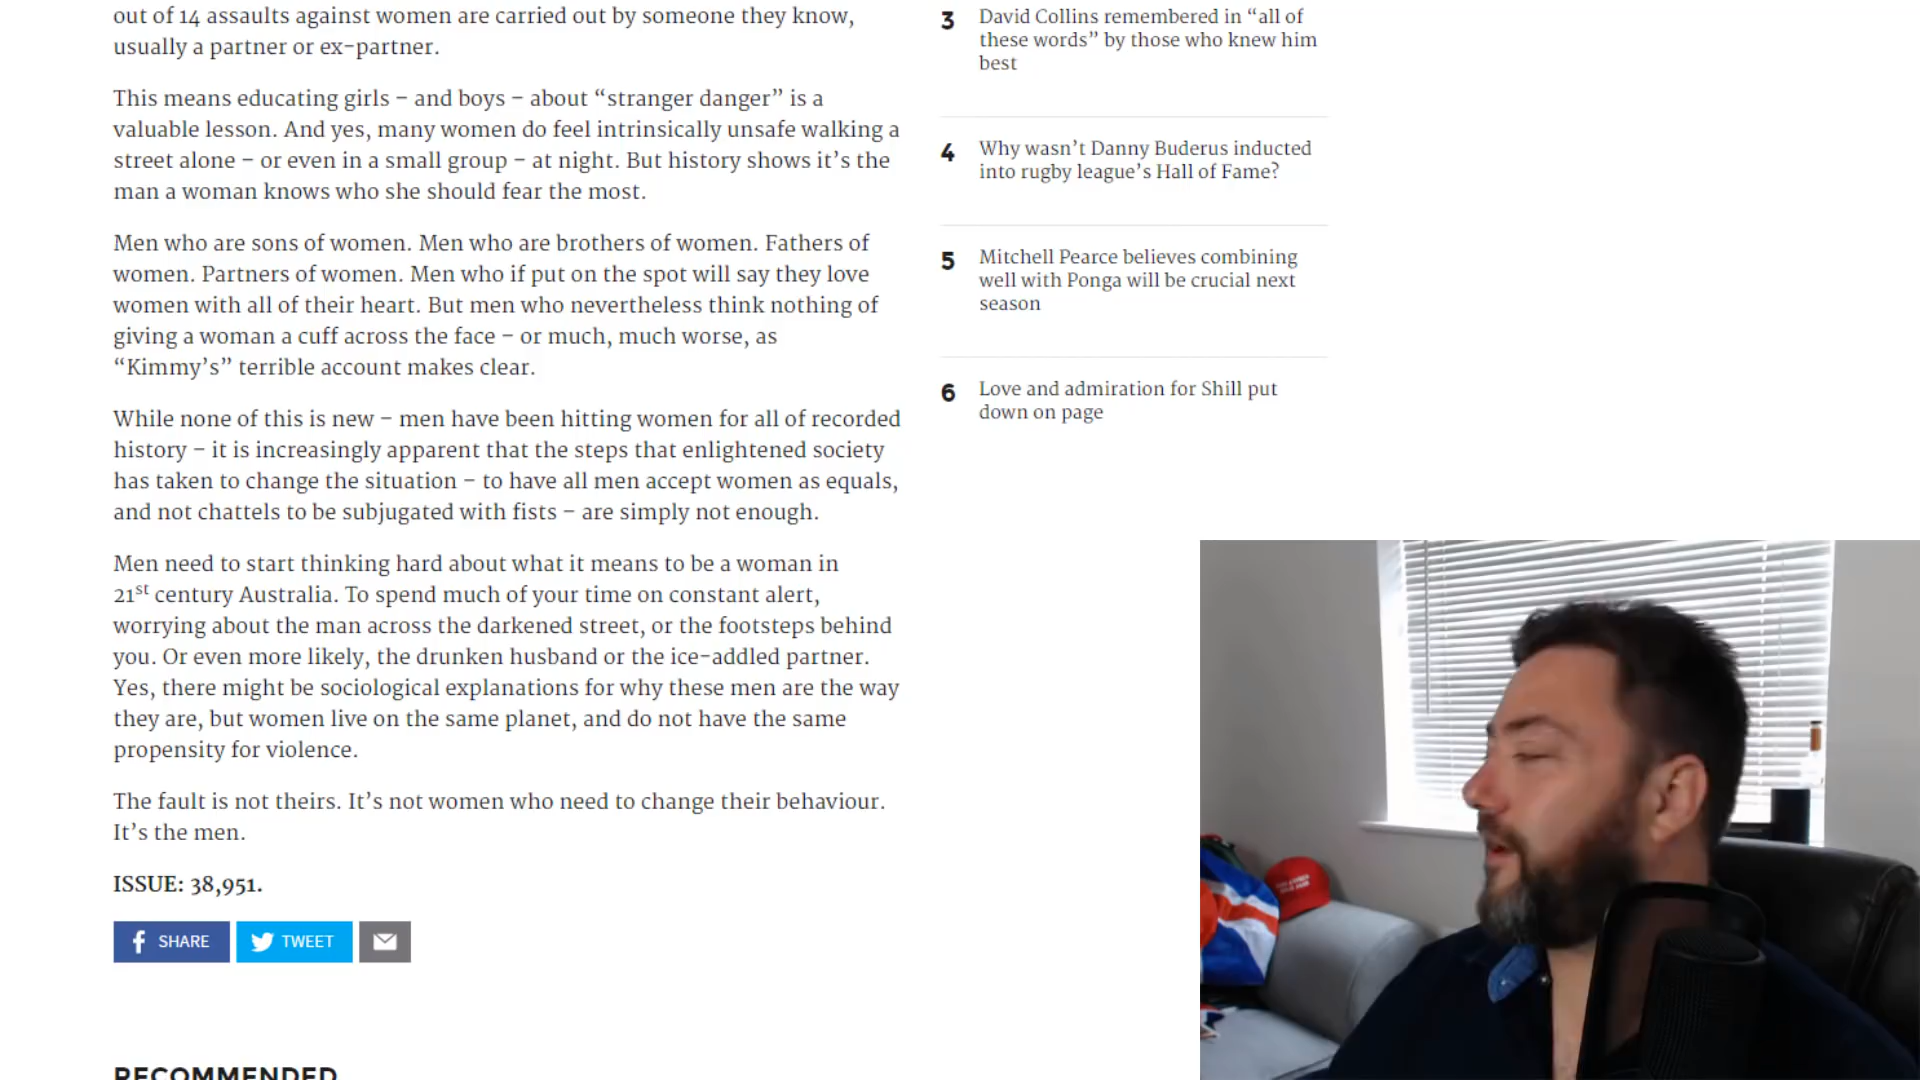 out of 14 assaults against women are carried out by someone they know,
usually a partner or ex-partner.
This means educating girls – and boys – about “stranger danger” is a
valuable lesson. And yes, many women do feel intrinsically unsafe walking a
street alone – or even in a small group – at night. But history shows it’s the
man a woman knows who she should fear the most.
Men who are sons of women. Men who are brothers of women. Fathers of
women. Partners of women. Men who if put on the spot will say they love
women with all of their heart. But men who nevertheless think nothing of
giving a woman a cuff across the face – or much, much worse, as
“Kimmy’s” terrible account makes clear.
While none of this is new – men have been hitting women for all of recorded
history – it is increasingly apparent that the steps that enlightened society
has taken to change the situation – to have all men accept women as equals,
and not chattels to be subjugated with fists – are simply not enough.
Men need to start thinking hard about what it means to be a woman in
21st century Australia. To spend much of your time on constant alert,
worrying about the man across the darkened street, or the footsteps behind
you. Or even more likely, the drunken husband or the ice-addled partner.
Yes, there might be sociological explanations for why these men are the way
they are, but women live on the same planet, and do not have the same
propensity for violence.
The fault is not theirs. It’s not women who need to change their behaviour.
It’s the men.
ISSUE: 38,951.
SHARE
TWEET
RECOMMENDED
3 David Collins remembered in “all of
these words” by those who knew him
best
4 Why wasn’t Danny Buderus inducted
into rugby league’s Hall of Fame?
5 Mitchell Pearce believes combining
well with Ponga will be crucial next
season
6 Love and admiration for Shill put
down on page